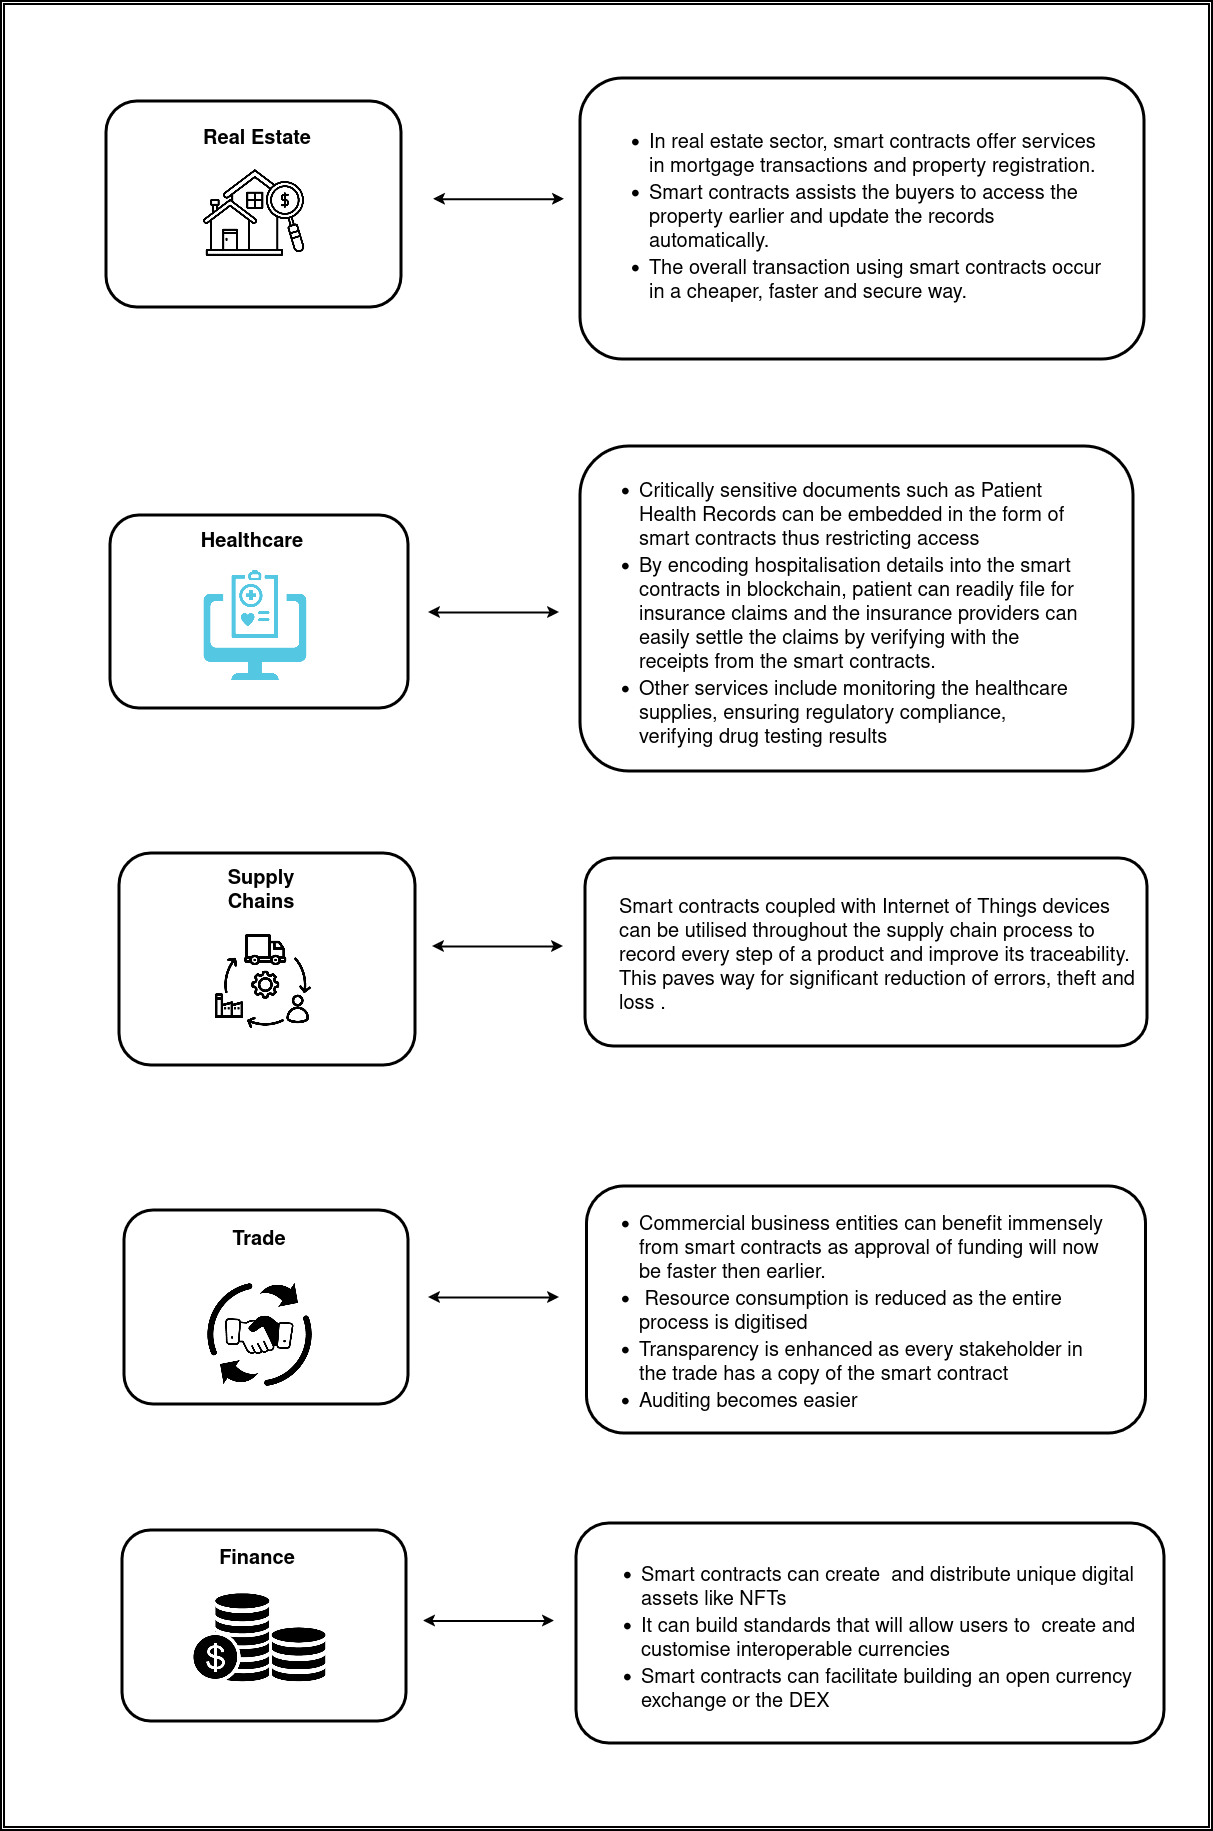 Real Estate
$
• In real estate sector, smart contracts offer services
in mortgage transactions and property registration.
• Smart contracts assists the buyers to access the
property earlier and update the records
automatically.
• The overall transaction using smart contracts occur
in a cheaper, faster and secure way.
Healthcare
• Critically sensitive documents such as Patient
Health Records can be embedded in the form of
smart contracts thus restricting access
• By encoding hospitalisation details into the smart
contracts in blockchain, patient can readily file for
insurance claims and the insurance providers can
easily settle the claims by verifying with the
receipts from the smart contracts.
• Other services include monitoring the healthcare
supplies, ensuring regulatory compliance,
verifying drug testing results
Supply
Chains
Smart contracts coupled with Internet of Things devices
can be utilised throughout the supply chain process to
record every step of a product and improve its traceability.
This paves way for significant reduction of errors, theft and
loss .
Trade
• Commercial business entities can benefit immensely
from smart contracts as approval of funding will now
be faster then earlier.
•  Resource consumption is reduced as the entire
process is digitised
• Transparency is enhanced as every stakeholder in
the trade has a copy of the smart contract
• Auditing becomes easier
Finance
$
• Smart contracts can create  and distribute unique digital
assets like NFTs
• It can build standards that will allow users to  create and
customise interoperable currencies
• Smart contracts can facilitate building an open currency
exchange or the DEX